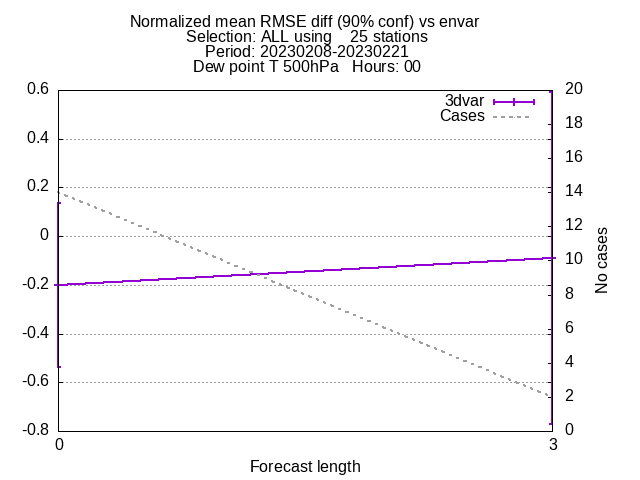 Normalized mean RMSE diff (90% conf) vs envar
Selection: ALL using    25 stations
Period: 20230208-20230221
Dew point T 500hPa   Hours: 00
3dvar
Cases
0.6
0.4
0.2
0
-0.2
-0.4
-0.6
-0.8
20
18
16
14
12
10
8
6
4
2
0
No cases
0
3
Forecast length